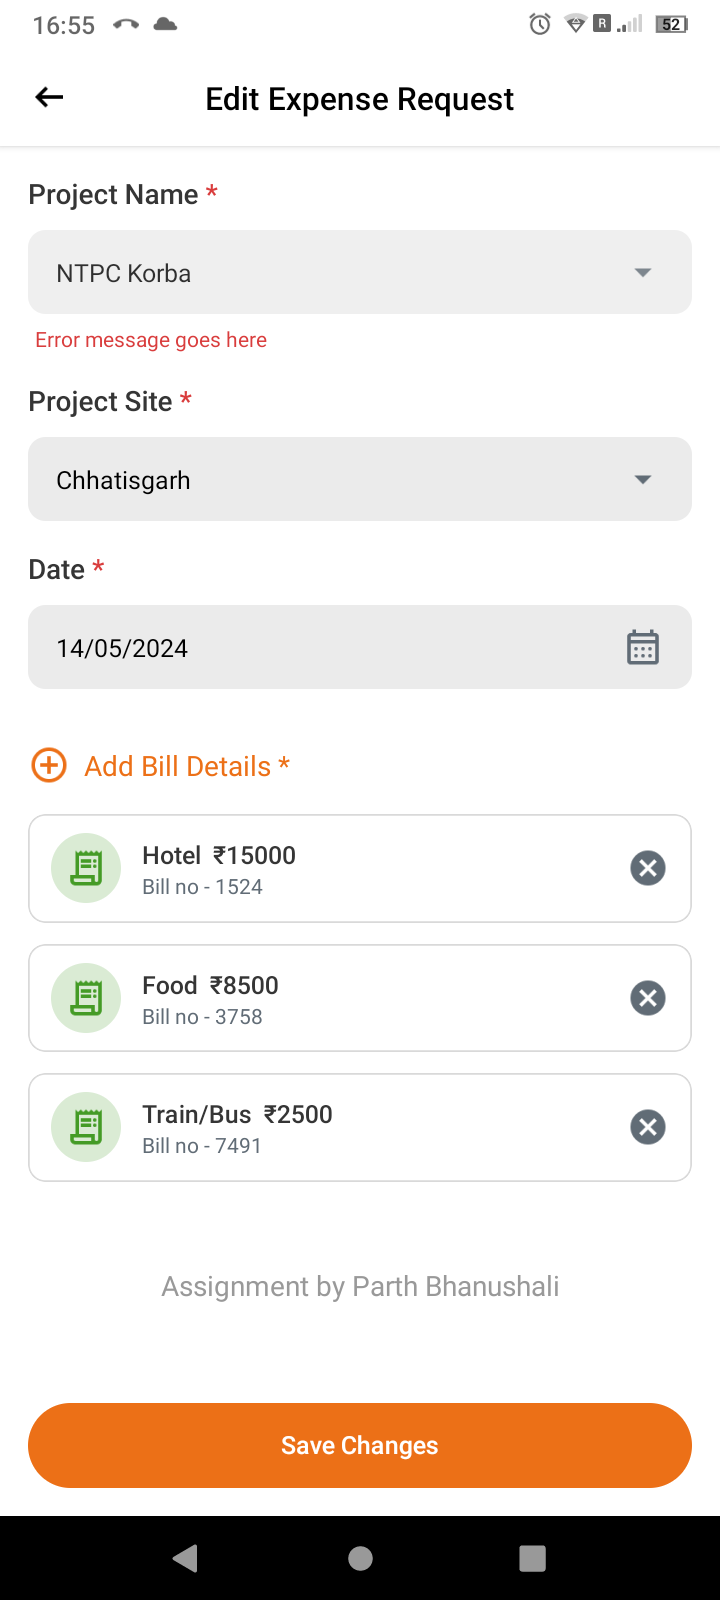 16:55 R 52
Edit Expense Request
Project Name *
NTPC Korba
Error message goes here
Project Site *
Chhatisgarh
Date *
14/05/2024
Add Bill Details *
Hotel ₹15000
Bill no - 1524
Food ₹8500
Bill no - 3758
Train/Bus ₹2500
Bill no - 7491
Assignment by Parth Bhanushali
Save Changes